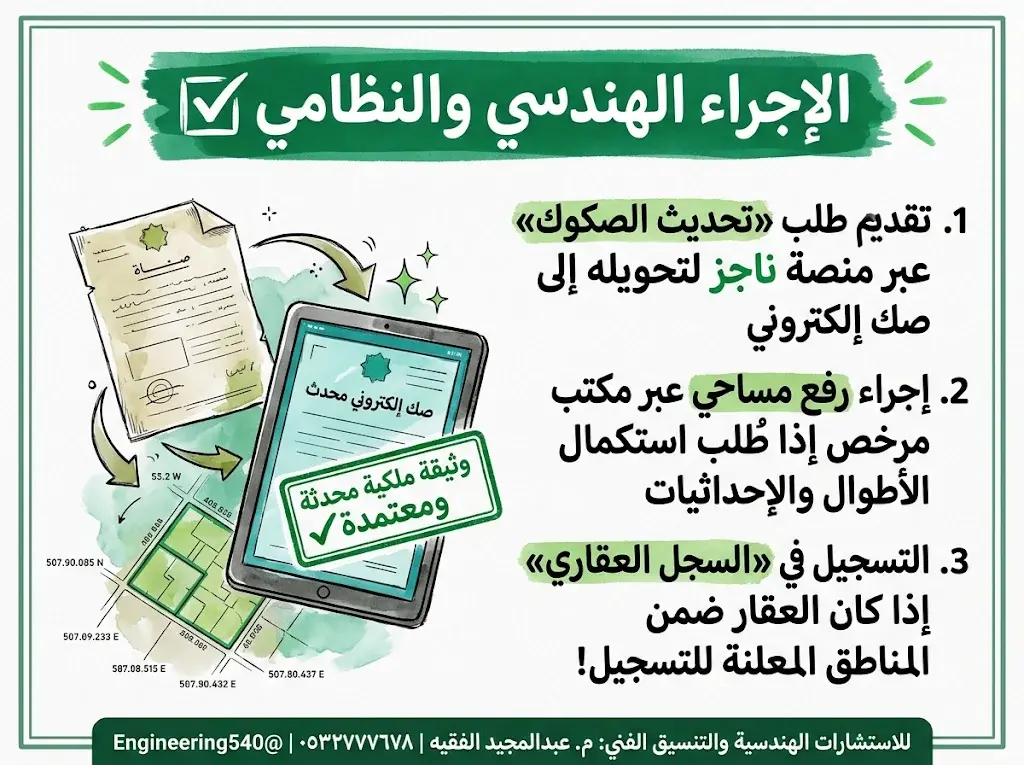 الإجراء الهندسي والنظامي
1. تقديم طلب «تحديث الصكوك»
عبر منصة ناجز لتحويله إلى
صك إلكتروني
2. إجراء رفع مساحي عبر مكتب
مرخص إذا طُلب استكمال
الأطوال والإحداثيات
3. التسجيل في «السجل العقاري»
إذا كان العقار ضمن
المناطق المعلنة للتسجيل!
صك إلكتروني محدث
وثيقة ملكية محدثة
ومعتمدة ✓
55.2 W
507.90.085 N
507.09.233 E
587.08.515 E
507.90.432 E
507.80.437 E
للاستشارات الهندسية والتنسيق الفني: م. عبدالمجيد الفقيه | ٠٥٣٢٧٧٧٦٧٨ | @Engineering540